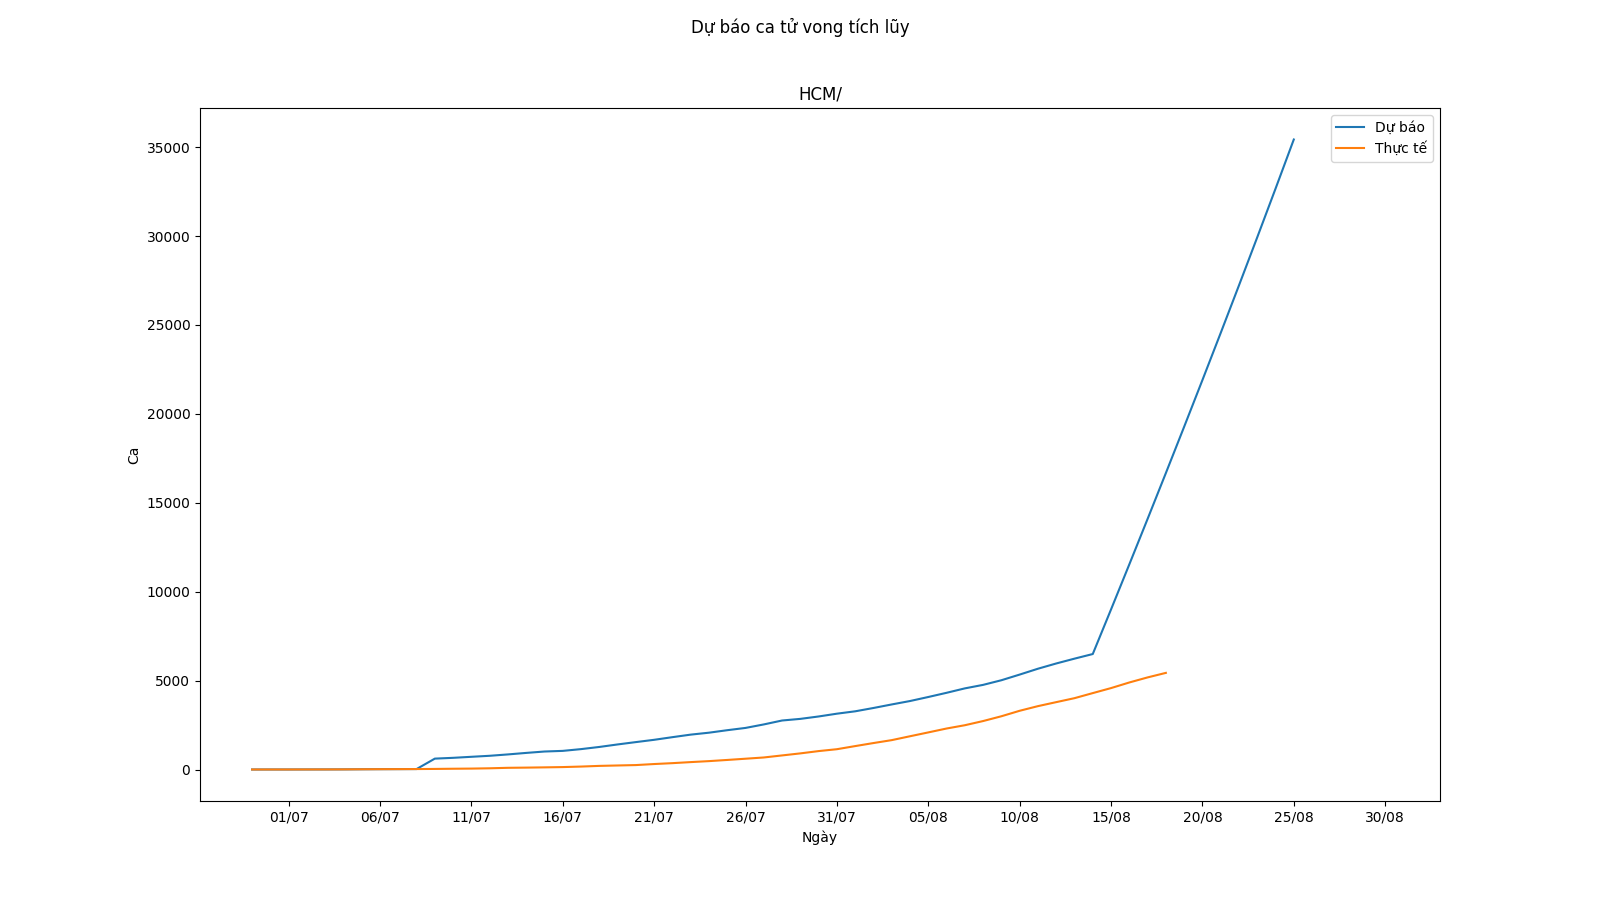 Dự báo ca tử vong tích lũy
HCM/
Dự báo
Thực tế
35000
30000
25000
20000
15000
10000
5000
0
Ca
01/07 06/07 11/07 16/07 21/07 26/07 31/07 05/08 10/08 15/08 20/08 25/08 30/08
Ngày